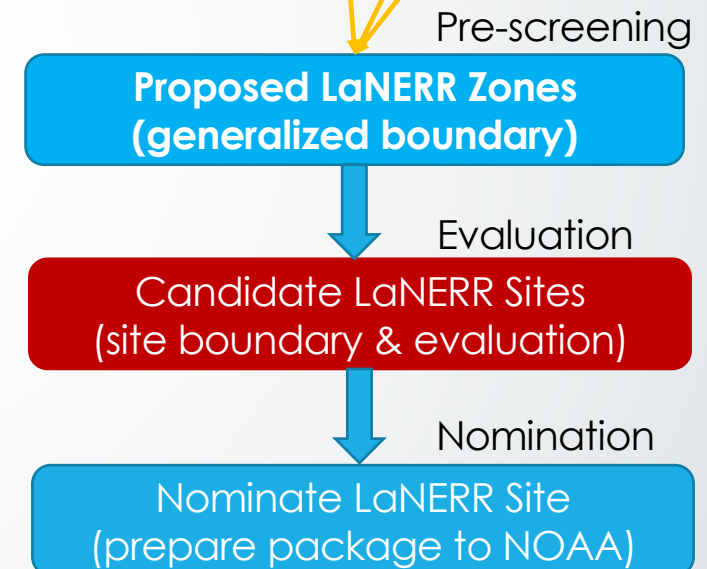 Pre-screening
Proposed LaNERR Zones
(generalized boundary)
Evaluation
Candidate LaNERR Sites
(site boundary & evaluation)
Nomination
Nominate LaNERR Site
(prepare package to NOAA)